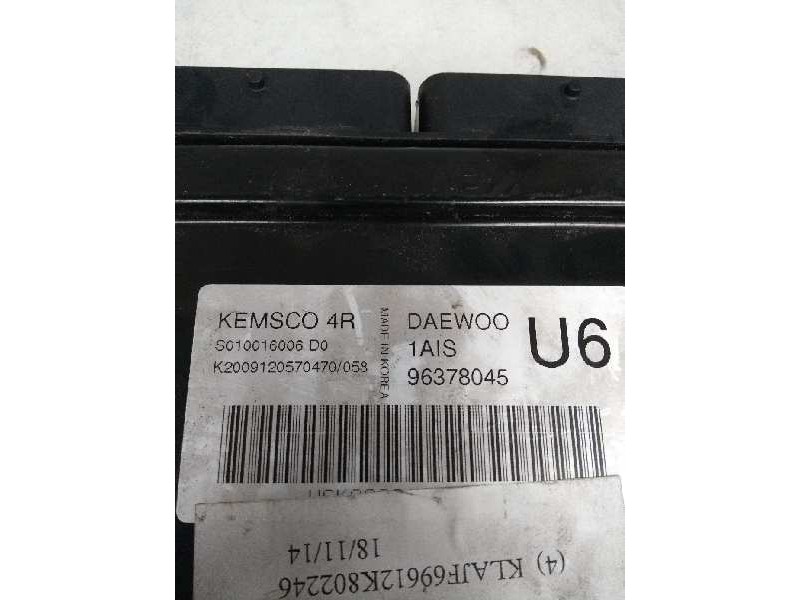 KEMSCO 4R
S010016006 D0
K2009120570470/058
MADE IN KOREA
DAEWOO
1AIS
96378045
U6
(4) KLAJF69612K802246
18/11/14